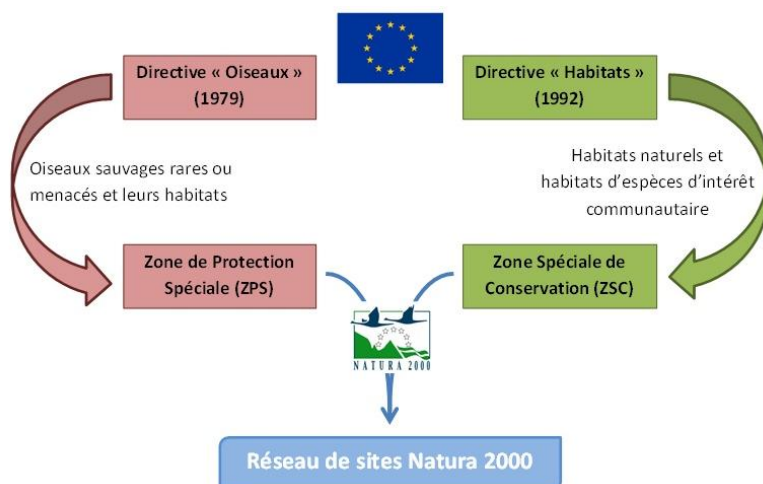 Directive « Oiseaux »
(1979)
Directive « Habitats »
(1992)
Oiseaux sauvages rares ou
menacés et leurs habitats
Habitats naturels et
habitats d’espèces d’intérêt
communautaire
Zone de Protection
Spéciale (ZPS)
Zone Spéciale de
Conservation (ZSC)
NATURA 2000
Réseau de sites Natura 2000